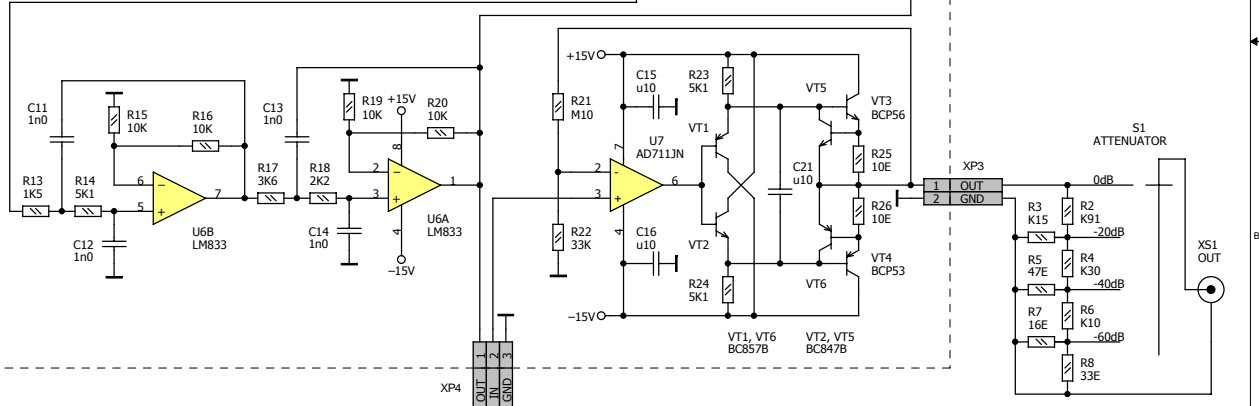 C11
1n0
R15
10K
R16
10K
R13
1K5
R14
5K1
6
5
7
−
+
U6B
LM833
C12
1n0
C13
1n0
R17
3K6
R18
2K2
C14
1n0
R19
10K
+15V
R20
10K
8
2
3
1
−
+
4
−15V
U6A
LM833
XP4
1
2
3
OUT
IN
GND
+15V
R21
M10
R22
33K
C15
u10
U7
AD711JN
7
2
3
6
-
+
4
C16
u10
−15V
R23
5K1
VT1
VT2
R24
5K1
C21
u10
VT5
VT3
BCP56
R25
10E
R26
10E
VT4
BCP53
VT6
VT1, VT6
BC857B
VT2, VT5
BC847B
XP3
1
OUT
2
GND
S1
ATTENUATOR
0dB
R3
K15
R2
K91
-20dB
R5
47E
R4
K30
-40dB
R7
16E
R6
K10
-60dB
R8
33E
XS1
OUT
B